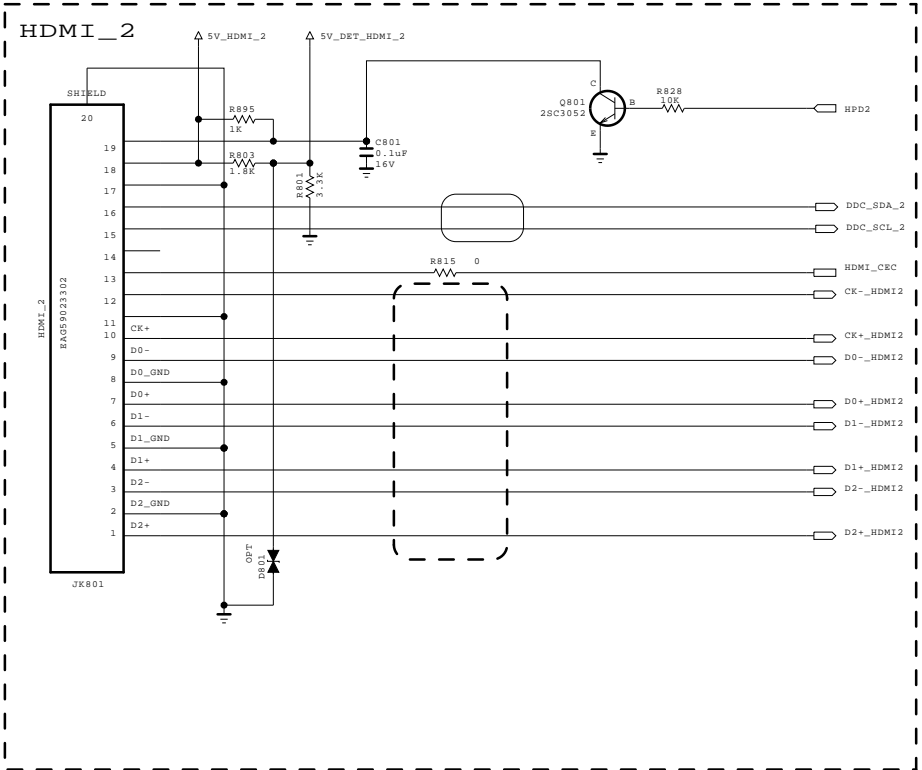 HDMI_2
5V_HDMI_2
5V_DET_HDMI_2
SHIELD
20
R895
1K
C801
0.1uF
16V
C
Q801
2SC3052
B
E
R828
10K
HPD2
19
18
R803
1.8K
R801
3.3K
17
16
DDC_SDA_2
15
DDC_SCL_2
14
R815 0
13
HDMI_CEC
12
CK-_HDMI2
11
10
CK+
CK+_HDMI2
D0-
9
D0-_HDMI2
D0_GND
8
D0+
7
D0+_HDMI2
D1-
6
D1-_HDMI2
D1_GND
5
D1+
4
D1+_HDMI2
D2-
3
D2-_HDMI2
D2_GND
2
D2+
1
D2+_HDMI2
HDMI_2
EAG59023302
OPT
D801
JK801